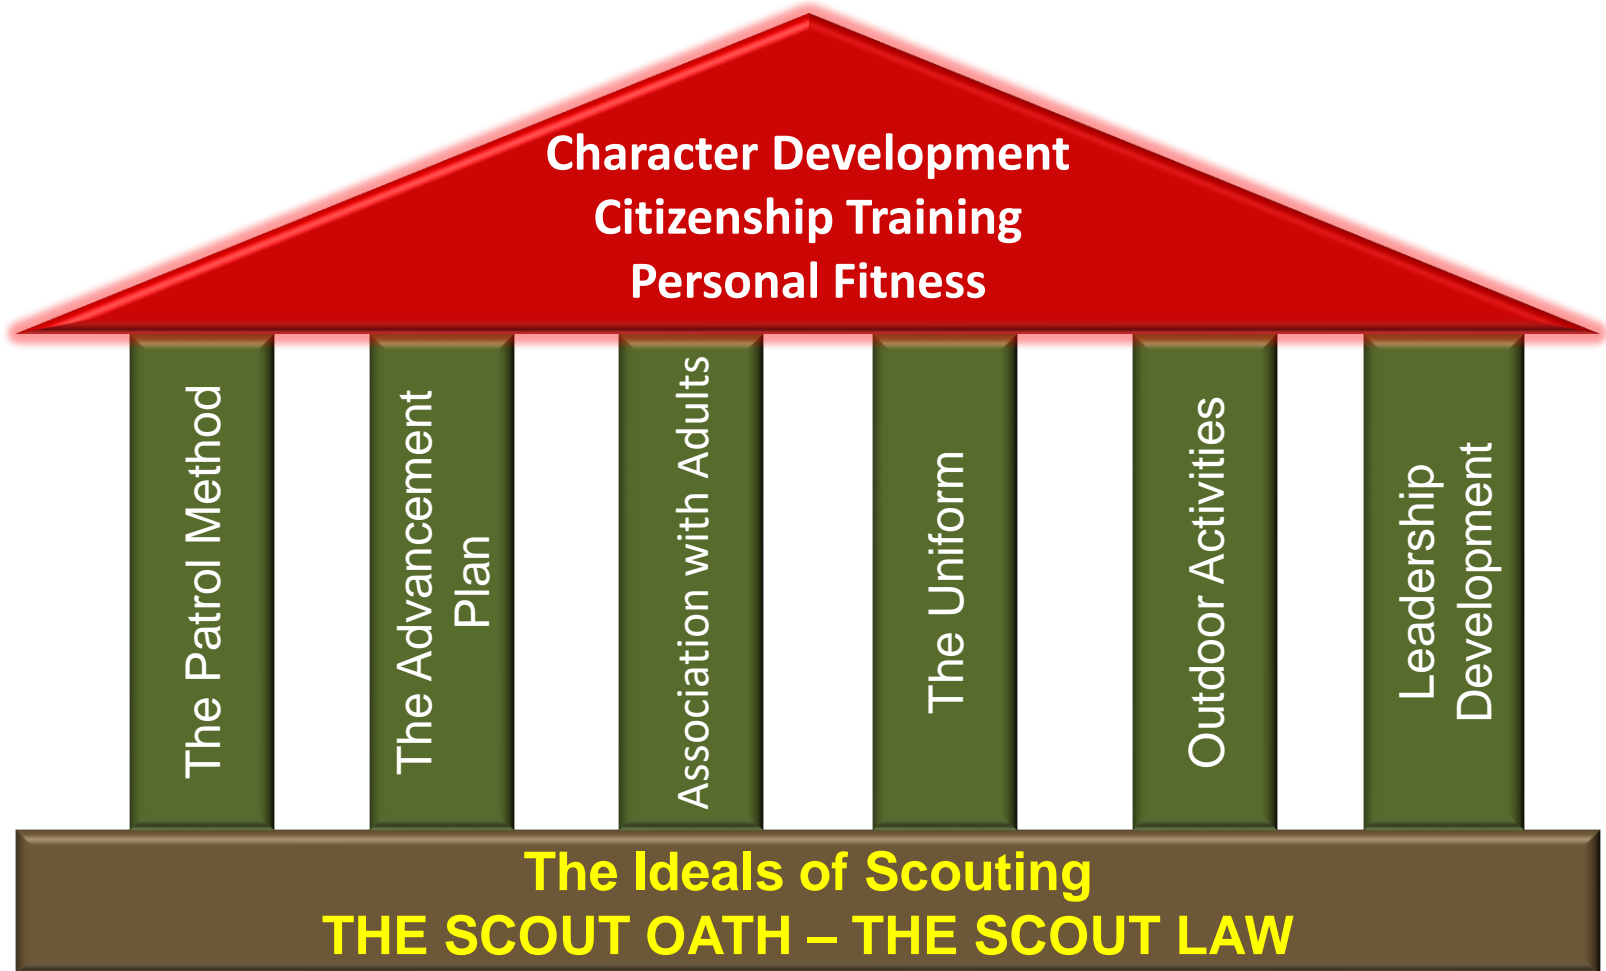 Character Development
Citizenship Training
Personal Fitness
The Patrol Method
The Advancement
Plan
Association with Adults
The Uniform
Outdoor Activities
Leadership
Development
The Ideals of Scouting
THE SCOUT OATH – THE SCOUT LAW